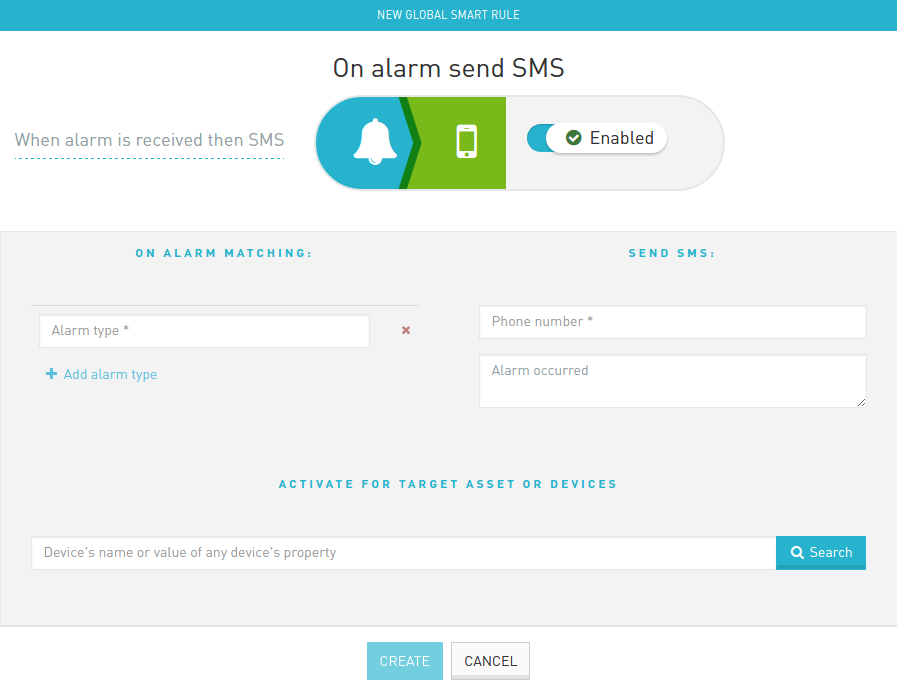 NEW GLOBAL SMART RULE
On alarm send SMS
When alarm is received then SMS
Enabled
ON ALARM MATCHING:
SEND SMS:
Alarm type *
Add alarm type
Phone number *
Alarm occurred
ACTIVATE FOR TARGET ASSET OR DEVICES
Device's name or value of any device's property
Search
CREATE
CANCEL